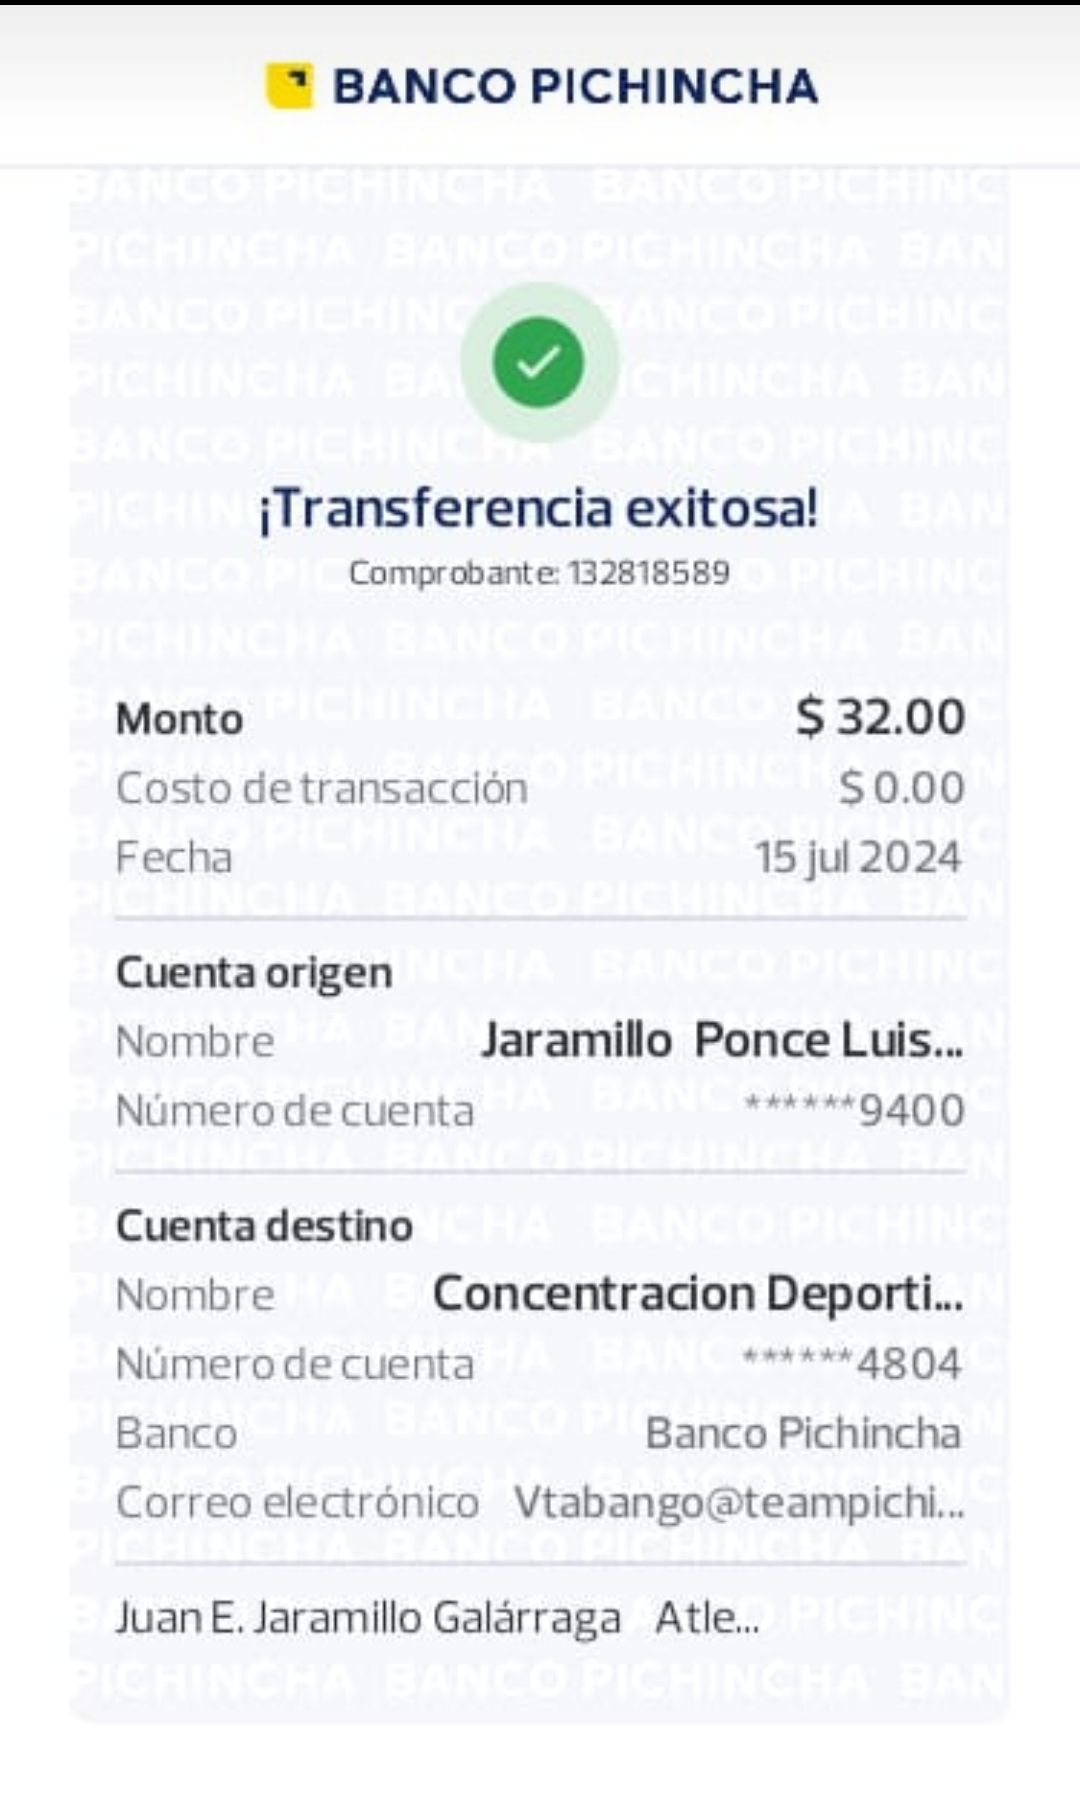 BANCO PICHINCHA
¡Transferencia exitosa!
Comprobante: 132818589
Monto $ 32.00
Costo de transacción $ 0.00
Fecha 15 jul 2024
Cuenta origen
Nombre Jaramillo Ponce Luis...
Número de cuenta ******9400
Cuenta destino
Nombre Concentracion Deporti...
Número de cuenta ******4804
Banco Banco Pichincha
Correo electrónico Vtabango@teampichi...
Juan E. Jaramillo Galárraga Atle...